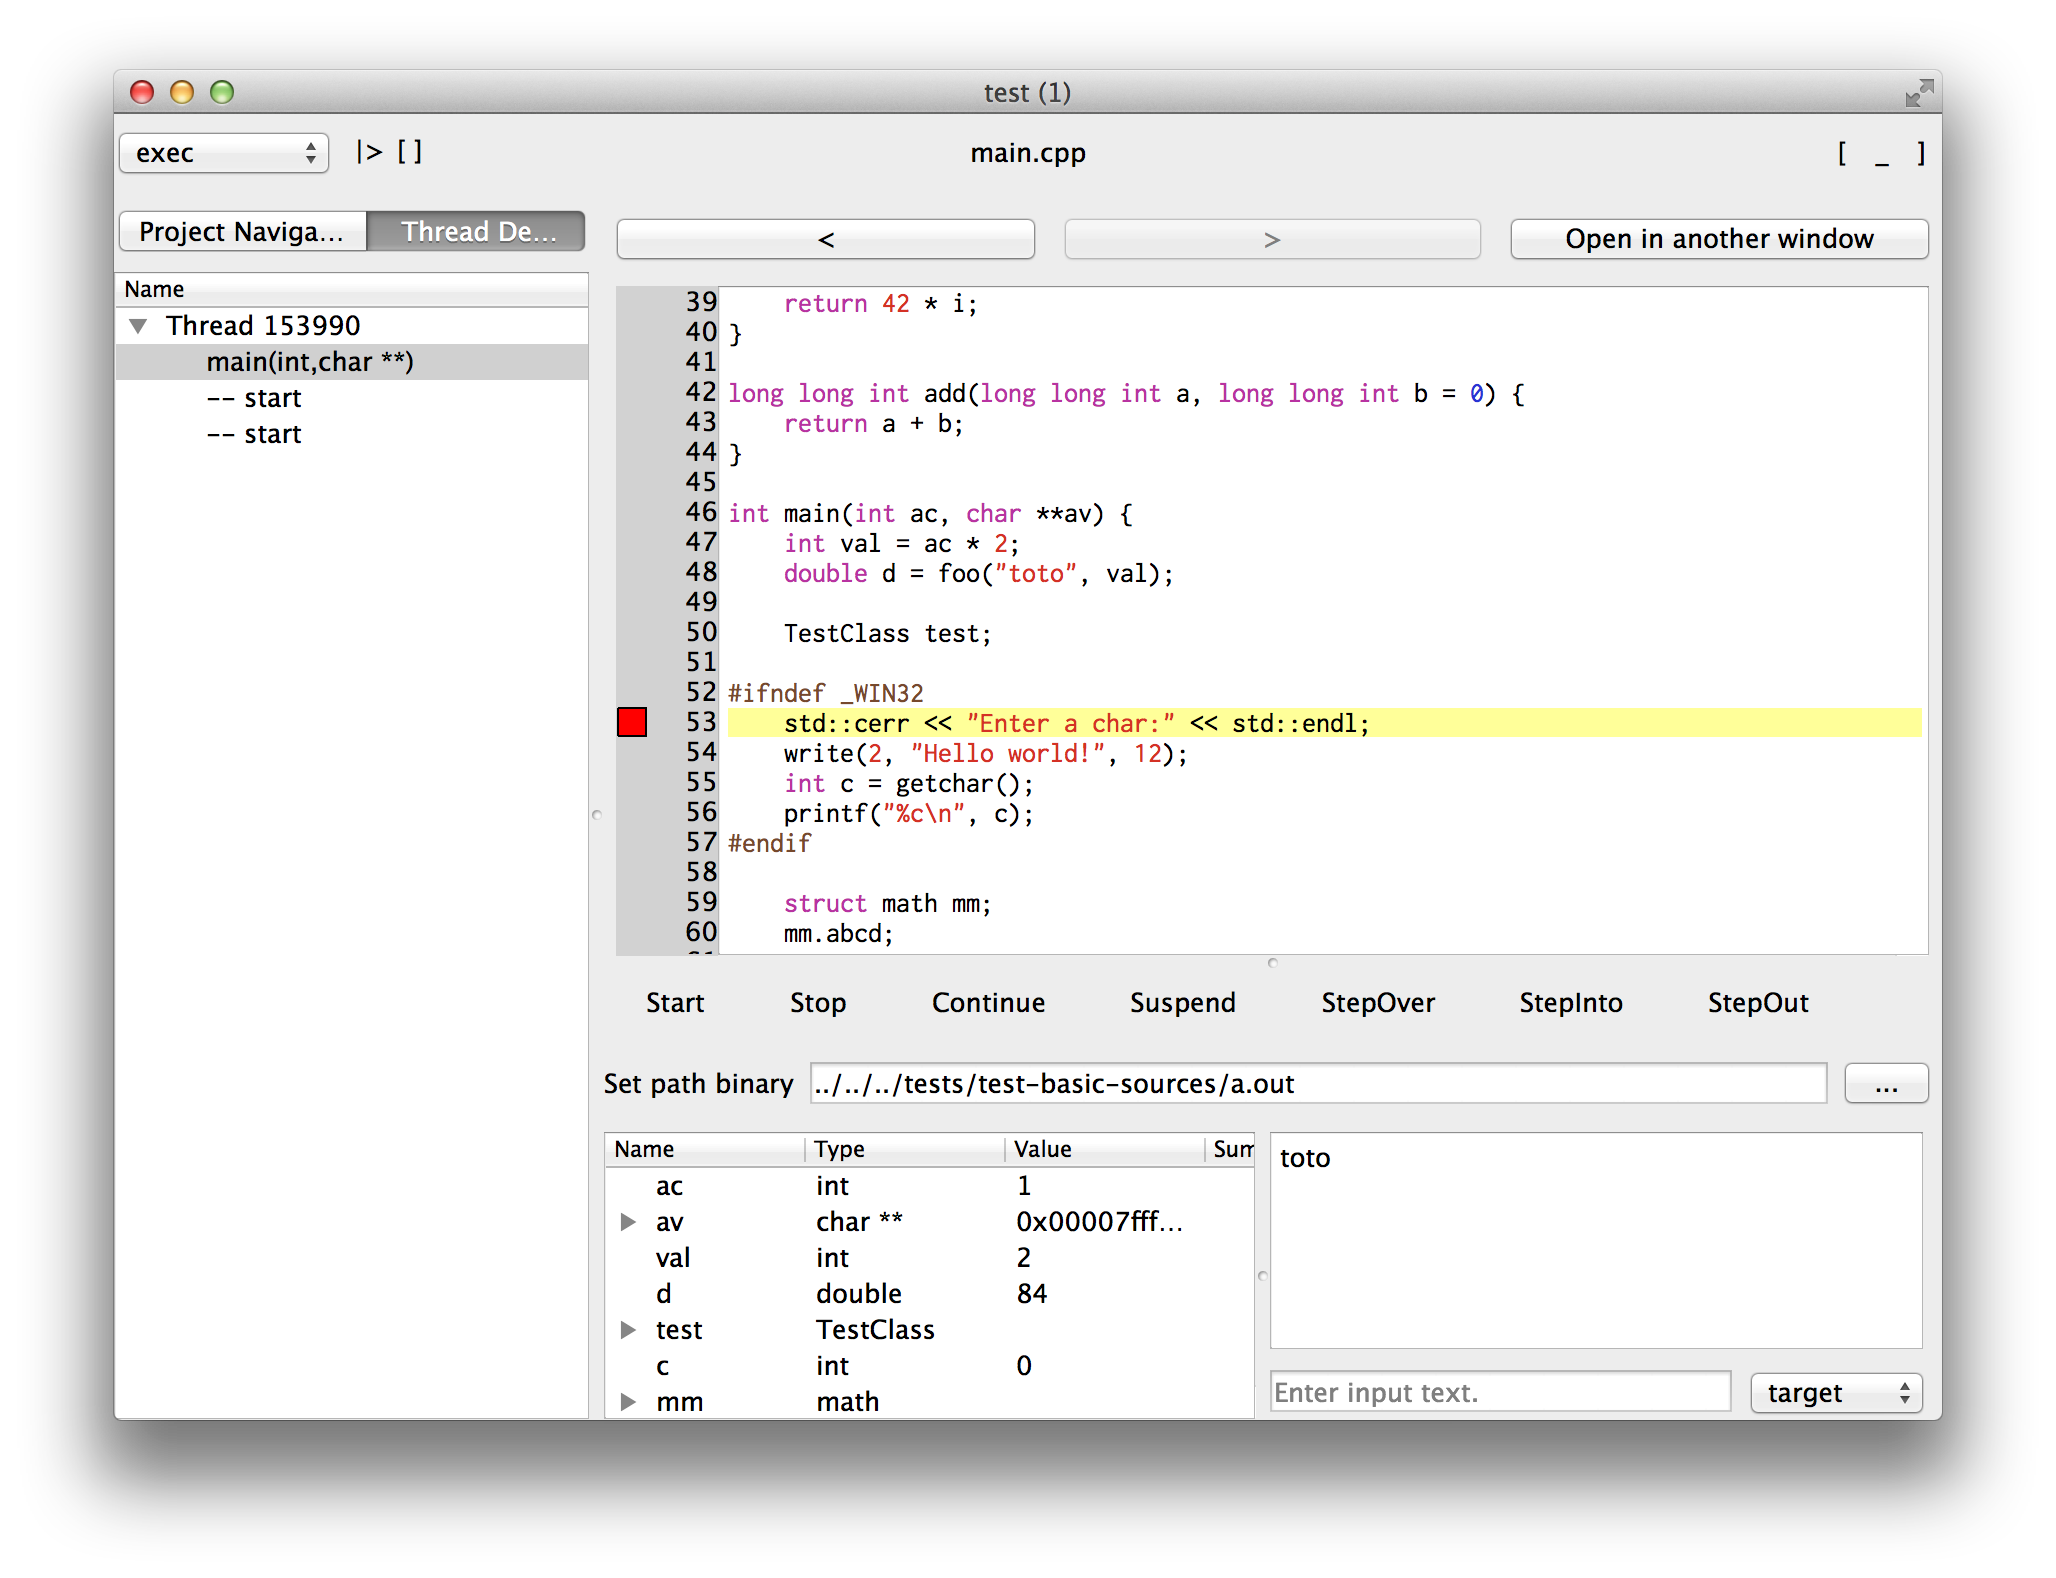 test (1)
exec |> [] main.cpp [ _ ]
Project Naviga... Thread De...
< > Open in another window
Name
Thread 153990
main(int,char **)
-- start
-- start
39     return 42 * i;
40 }
41
42 long long int add(long long int a, long long int b = 0) {
43     return a + b;
44 }
45
46 int main(int ac, char **av) {
47     int val = ac * 2;
48     double d = foo("toto", val);
49
50     TestClass test;
51
52 #ifndef _WIN32
53     std::cerr << "Enter a char:" << std::endl;
54     write(2, "Hello world!", 12);
55     int c = getchar();
56     printf("%c\n", c);
57 #endif
58
59     struct math mm;
60     mm.abcd;
Start Stop Continue Suspend StepOver StepInto StepOut
Set path binary ../../../tests/test-basic-sources/a.out ...
Name Type Value Sum
ac int 1
av char ** 0x00007fff...
val int 2
d double 84
test TestClass
c int 0
mm math
toto
Enter input text. target